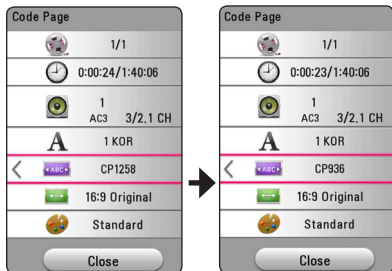 Code Page
1/1
0:00:24/1:40:06
1
AC3 3/2.1 CH
A 1 KOR
ABC CP1258
16:9 Original
Standard
Close
Code Page
1/1
0:00:23/1:40:06
1
AC3 3/2.1 CH
A 1 KOR
ABC CP936
16:9 Original
Standard
Close